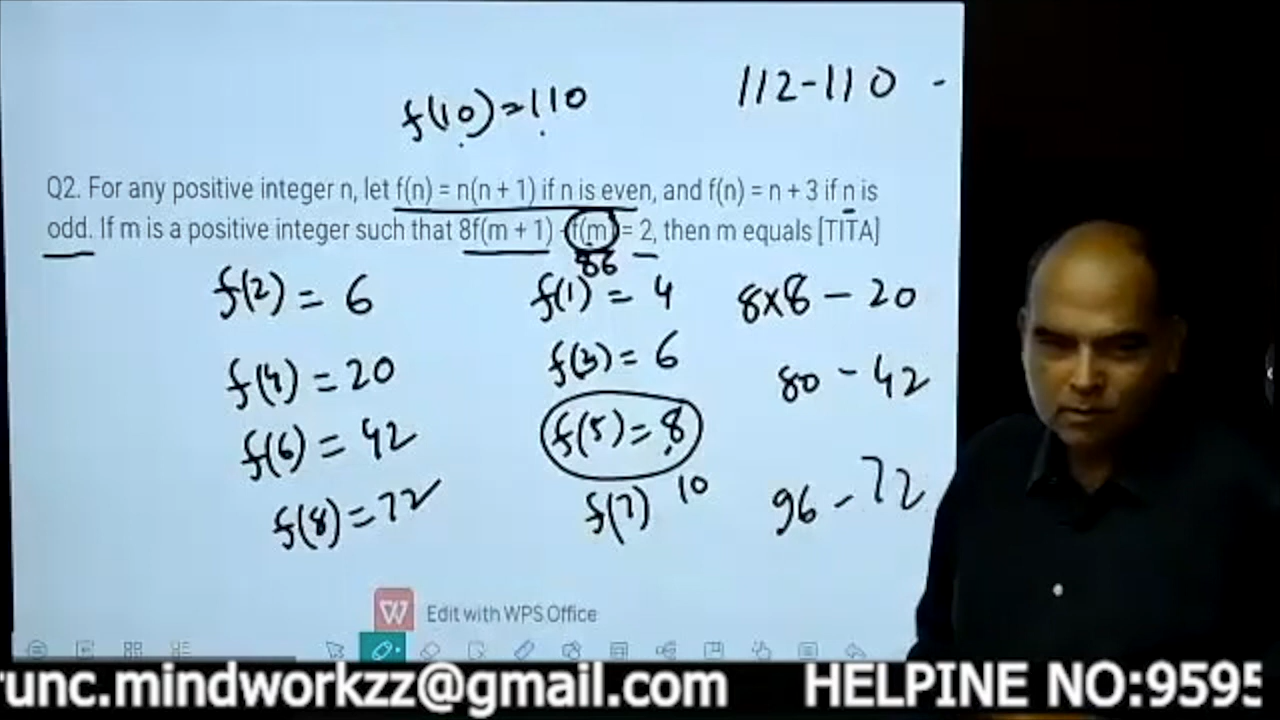 f(10)=110
112-110 -
Q2. For any positive integer n, let f(n) = n(n + 1) if n is even, and f(n) = n + 3 if n is
odd. If m is a positive integer such that 8f(m + 1) - f(m) = 2, then m equals [TITA]
86
f(2) = 6
f(1) = 4
8x8 - 20
f(4) = 20
f(3) = 6
80 - 42
f(6) = 42
f(5) = 8
f(8) = 72
f(7) 10
96 - 72
W Edit with WPS Office
runc.mindworkzz@gmail.com HELPINE NO:9595